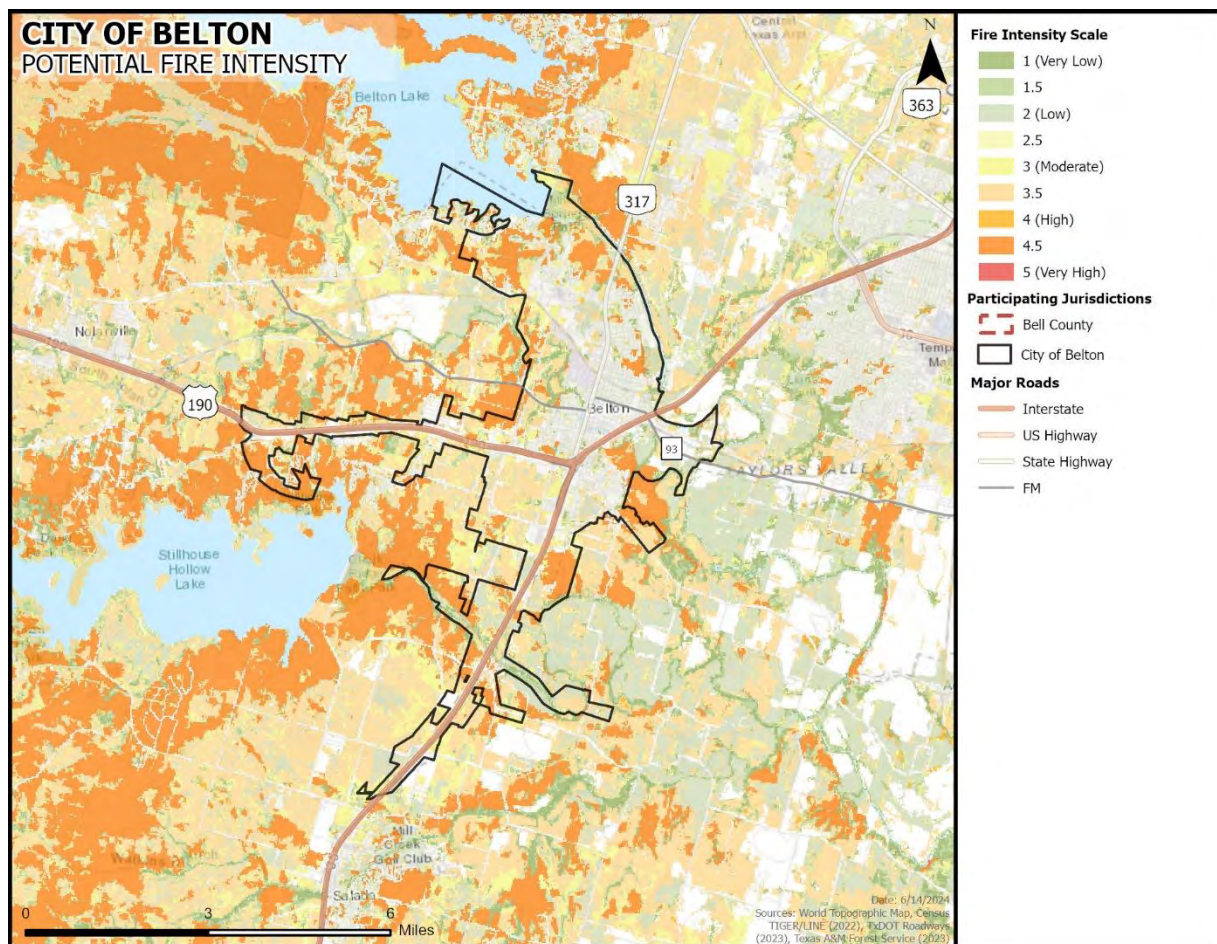 CITY OF BELTON
POTENTIAL FIRE INTENSITY
Central
Belton Lake
N
363
317
Nolanville
190
Belton
93
TAYLORS VALLEY
Stillhouse
Hollow
Lake
Mill
Creek
Golf Club
Salado
0
3
6
Miles
Date: 6/14/2024
Sources: World Topographic Map, Census
TIGER/LINE (2022), TxDOT Roadways
(2023), Texas A&M Forest Service (2023)
Fire Intensity Scale
1 (Very Low)
1.5
2 (Low)
2.5
3 (Moderate)
3.5
4 (High)
4.5
5 (Very High)
Participating Jurisdictions
Bell County
City of Belton
Major Roads
Interstate
US Highway
State Highway
FM